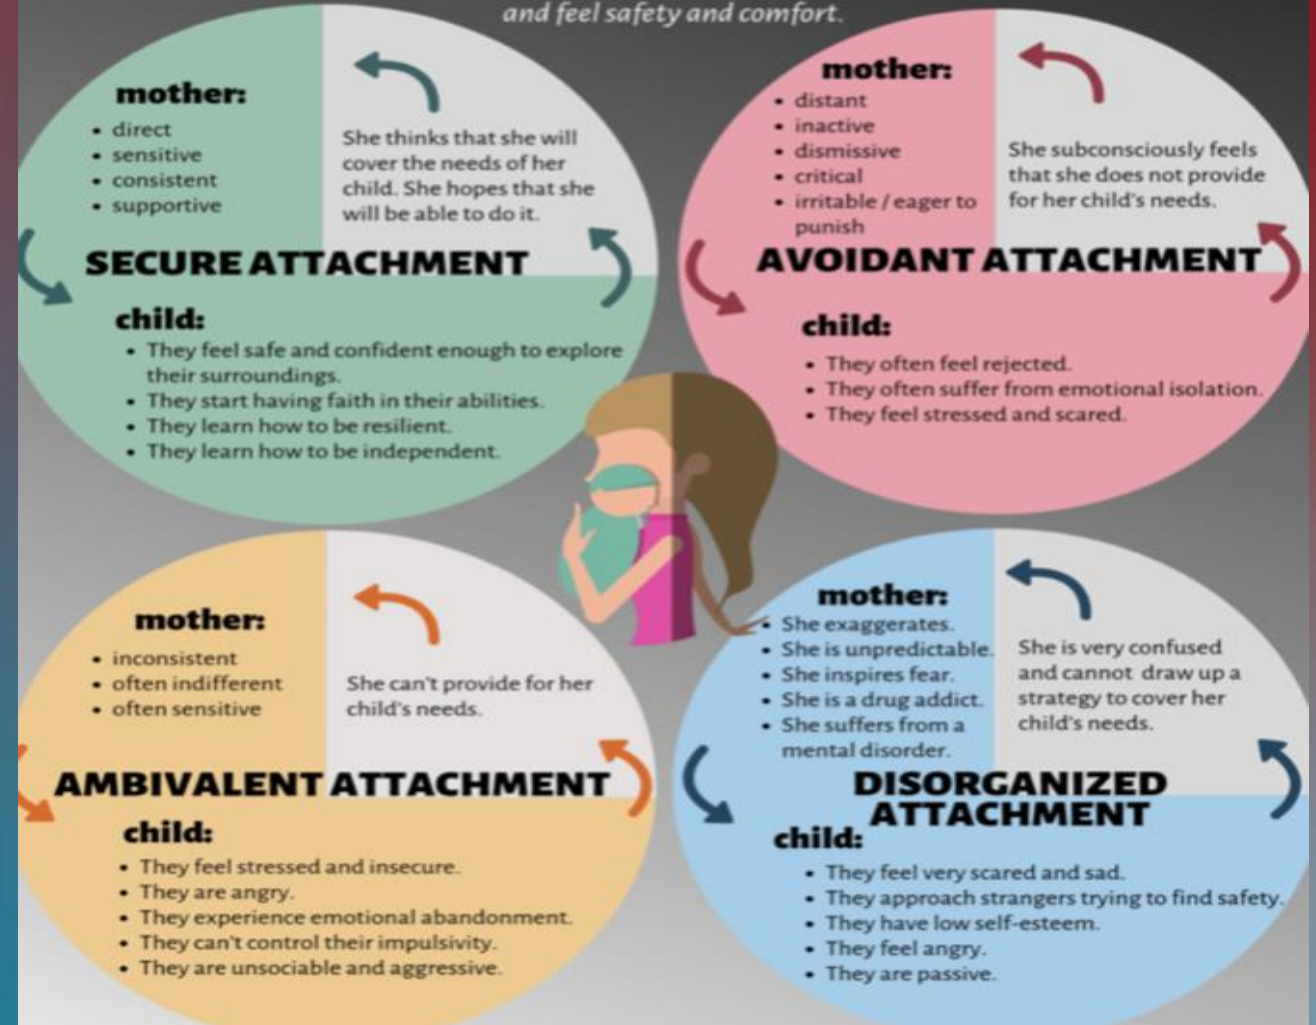 and feel safety and comfort.
mother:
• direct
• sensitive
• consistent
• supportive
She thinks that she will
cover the needs of her
child. She hopes that she
will be able to do it.
SECURE ATTACHMENT
child:
• They feel safe and confident enough to explore
their surroundings.
• They start having faith in their abilities.
• They learn how to be resilient.
• They learn how to be independent.
mother:
• distant
• inactive
• dismissive
• critical
• irritable / eager to
punish
She subconsciously feels
that she does not provide
for her child's needs.
AVOIDANT ATTACHMENT
child:
• They often feel rejected.
• They often suffer from emotional isolation.
• They feel stressed and scared.
mother:
• inconsistent
• often indifferent
• often sensitive
She can't provide for her
child's needs.
AMBIVALENT ATTACHMENT
child:
• They feel stressed and insecure.
• They are angry.
• They experience emotional abandonment.
• They can't control their impulsivity.
• They are unsociable and aggressive.
mother:
• She exaggerates.
• She is unpredictable.
• She inspires fear.
• She is a drug addict.
• She suffers from a
mental disorder.
She is very confused
and cannot draw up a
strategy to cover her
child's needs.
DISORGANIZED
ATTACHMENT
child:
• They feel very scared and sad.
• They approach strangers trying to find safety.
• They have low self-esteem.
• They feel angry.
• They are passive.